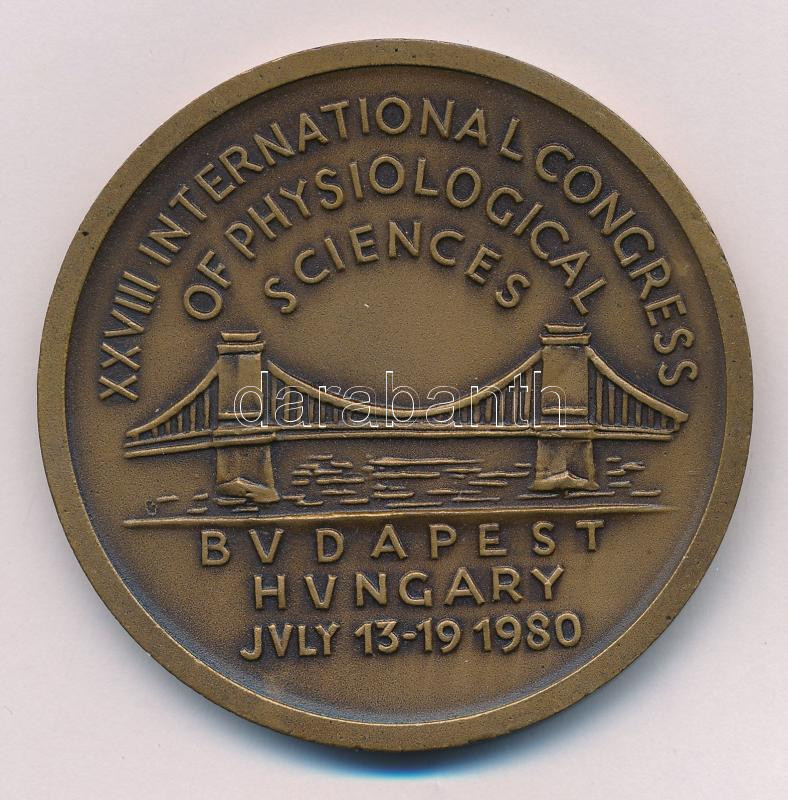 XXVIII INTERNATIONAL CONGRESS
OF PHYSIOLOGICAL
SCIENCES
darabanth
BVDAPEST
HVNGARY
JVLY 13-19 1980